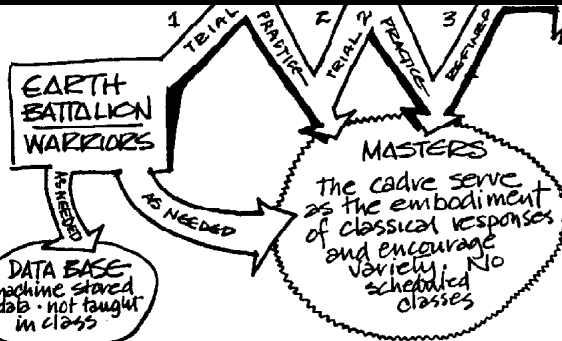 1
TRIAL
PRACTICE
2
TRIAL
2
PRACTICE
3
REFINED
EARTH
BATTALION
WARRIORS
AS NEEDED
AS NEEDED
MASTERS
The cadre serve
as the embodiment
of classical responses
and encourage
variety. No
scheduled
classes
DATA BASE
machine stored
data · not taught
in class